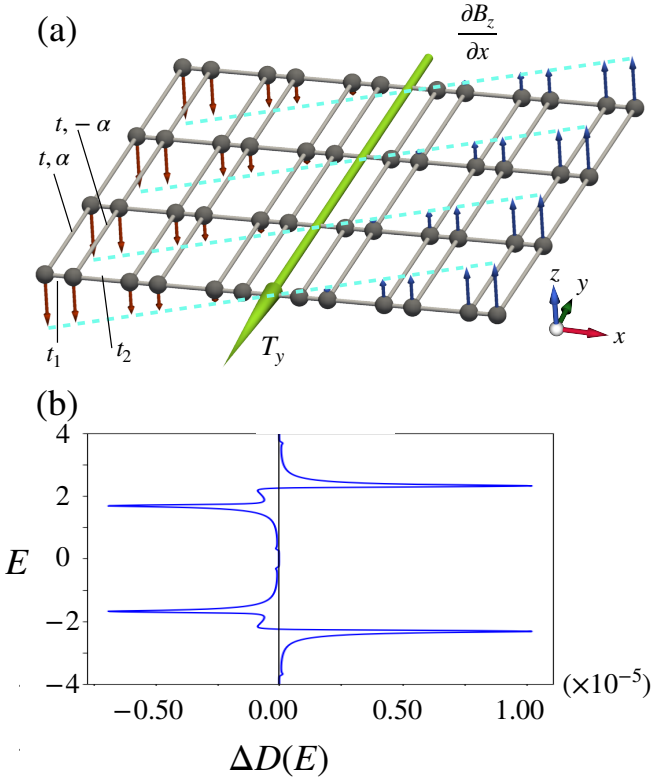 (a)
∂B_z
∂x
t, − α
t, α
z
y
x
t_1
t_2
T_y
(b)
4
2
E
0
−2
−4
(×10^{-5})
−0.50
0.00
0.50
1.00
ΔD(E)